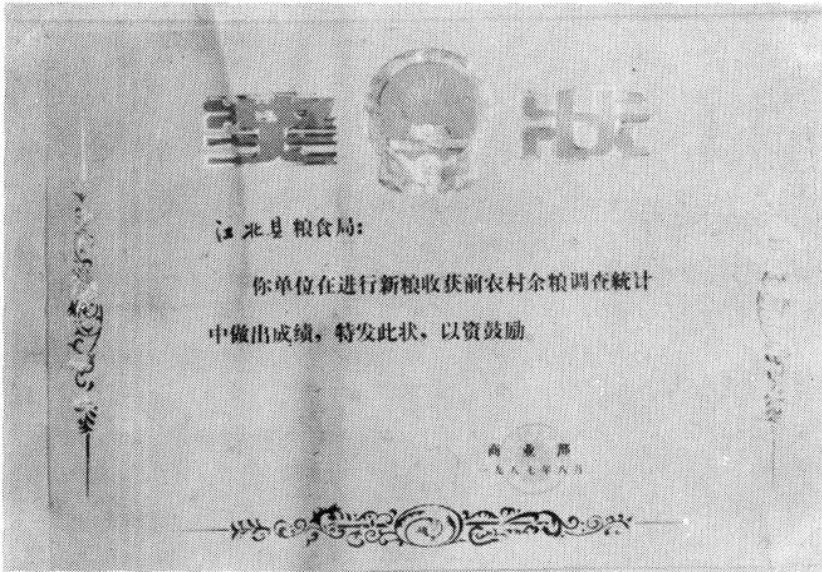 奖状
江北县粮食局：
你单位在进行新粮收获前农村余粮调查統计
中做出成绩，特发此状、以资鼓励
商业部
一九八七年八月